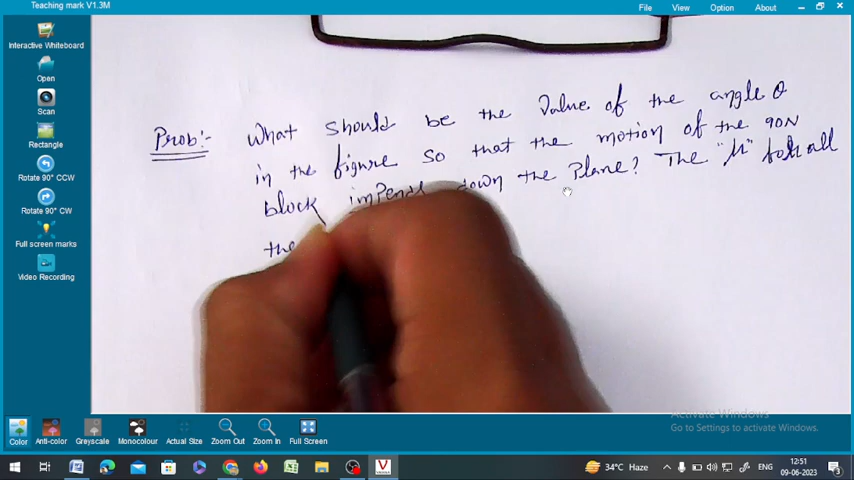 Teaching mark V1.3M
File View Option About
Interactive Whiteboard
Open
Scan
Rectangle
Rotate 90° CCW
Rotate 90° CW
Full screen marks
Video Recording
Prob:- What should be the value of the angle θ
in the figure so that the motion of the 90N
block impend down the Plane? The "μ" for all
the
Activate Windows
Go to Settings to activate Windows.
Color Anti-color Greyscale Monocolour Actual Size Zoom Out Zoom In Full Screen
34°C Haze ENG 12:51 09-06-2023 3